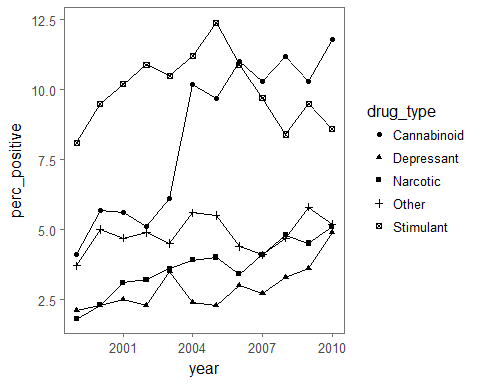 12.5
10.0
7.5
5.0
2.5
perc_positive
2001
2004
2007
2010
year
drug_type
Cannabinoid
Depressant
Narcotic
Other
Stimulant